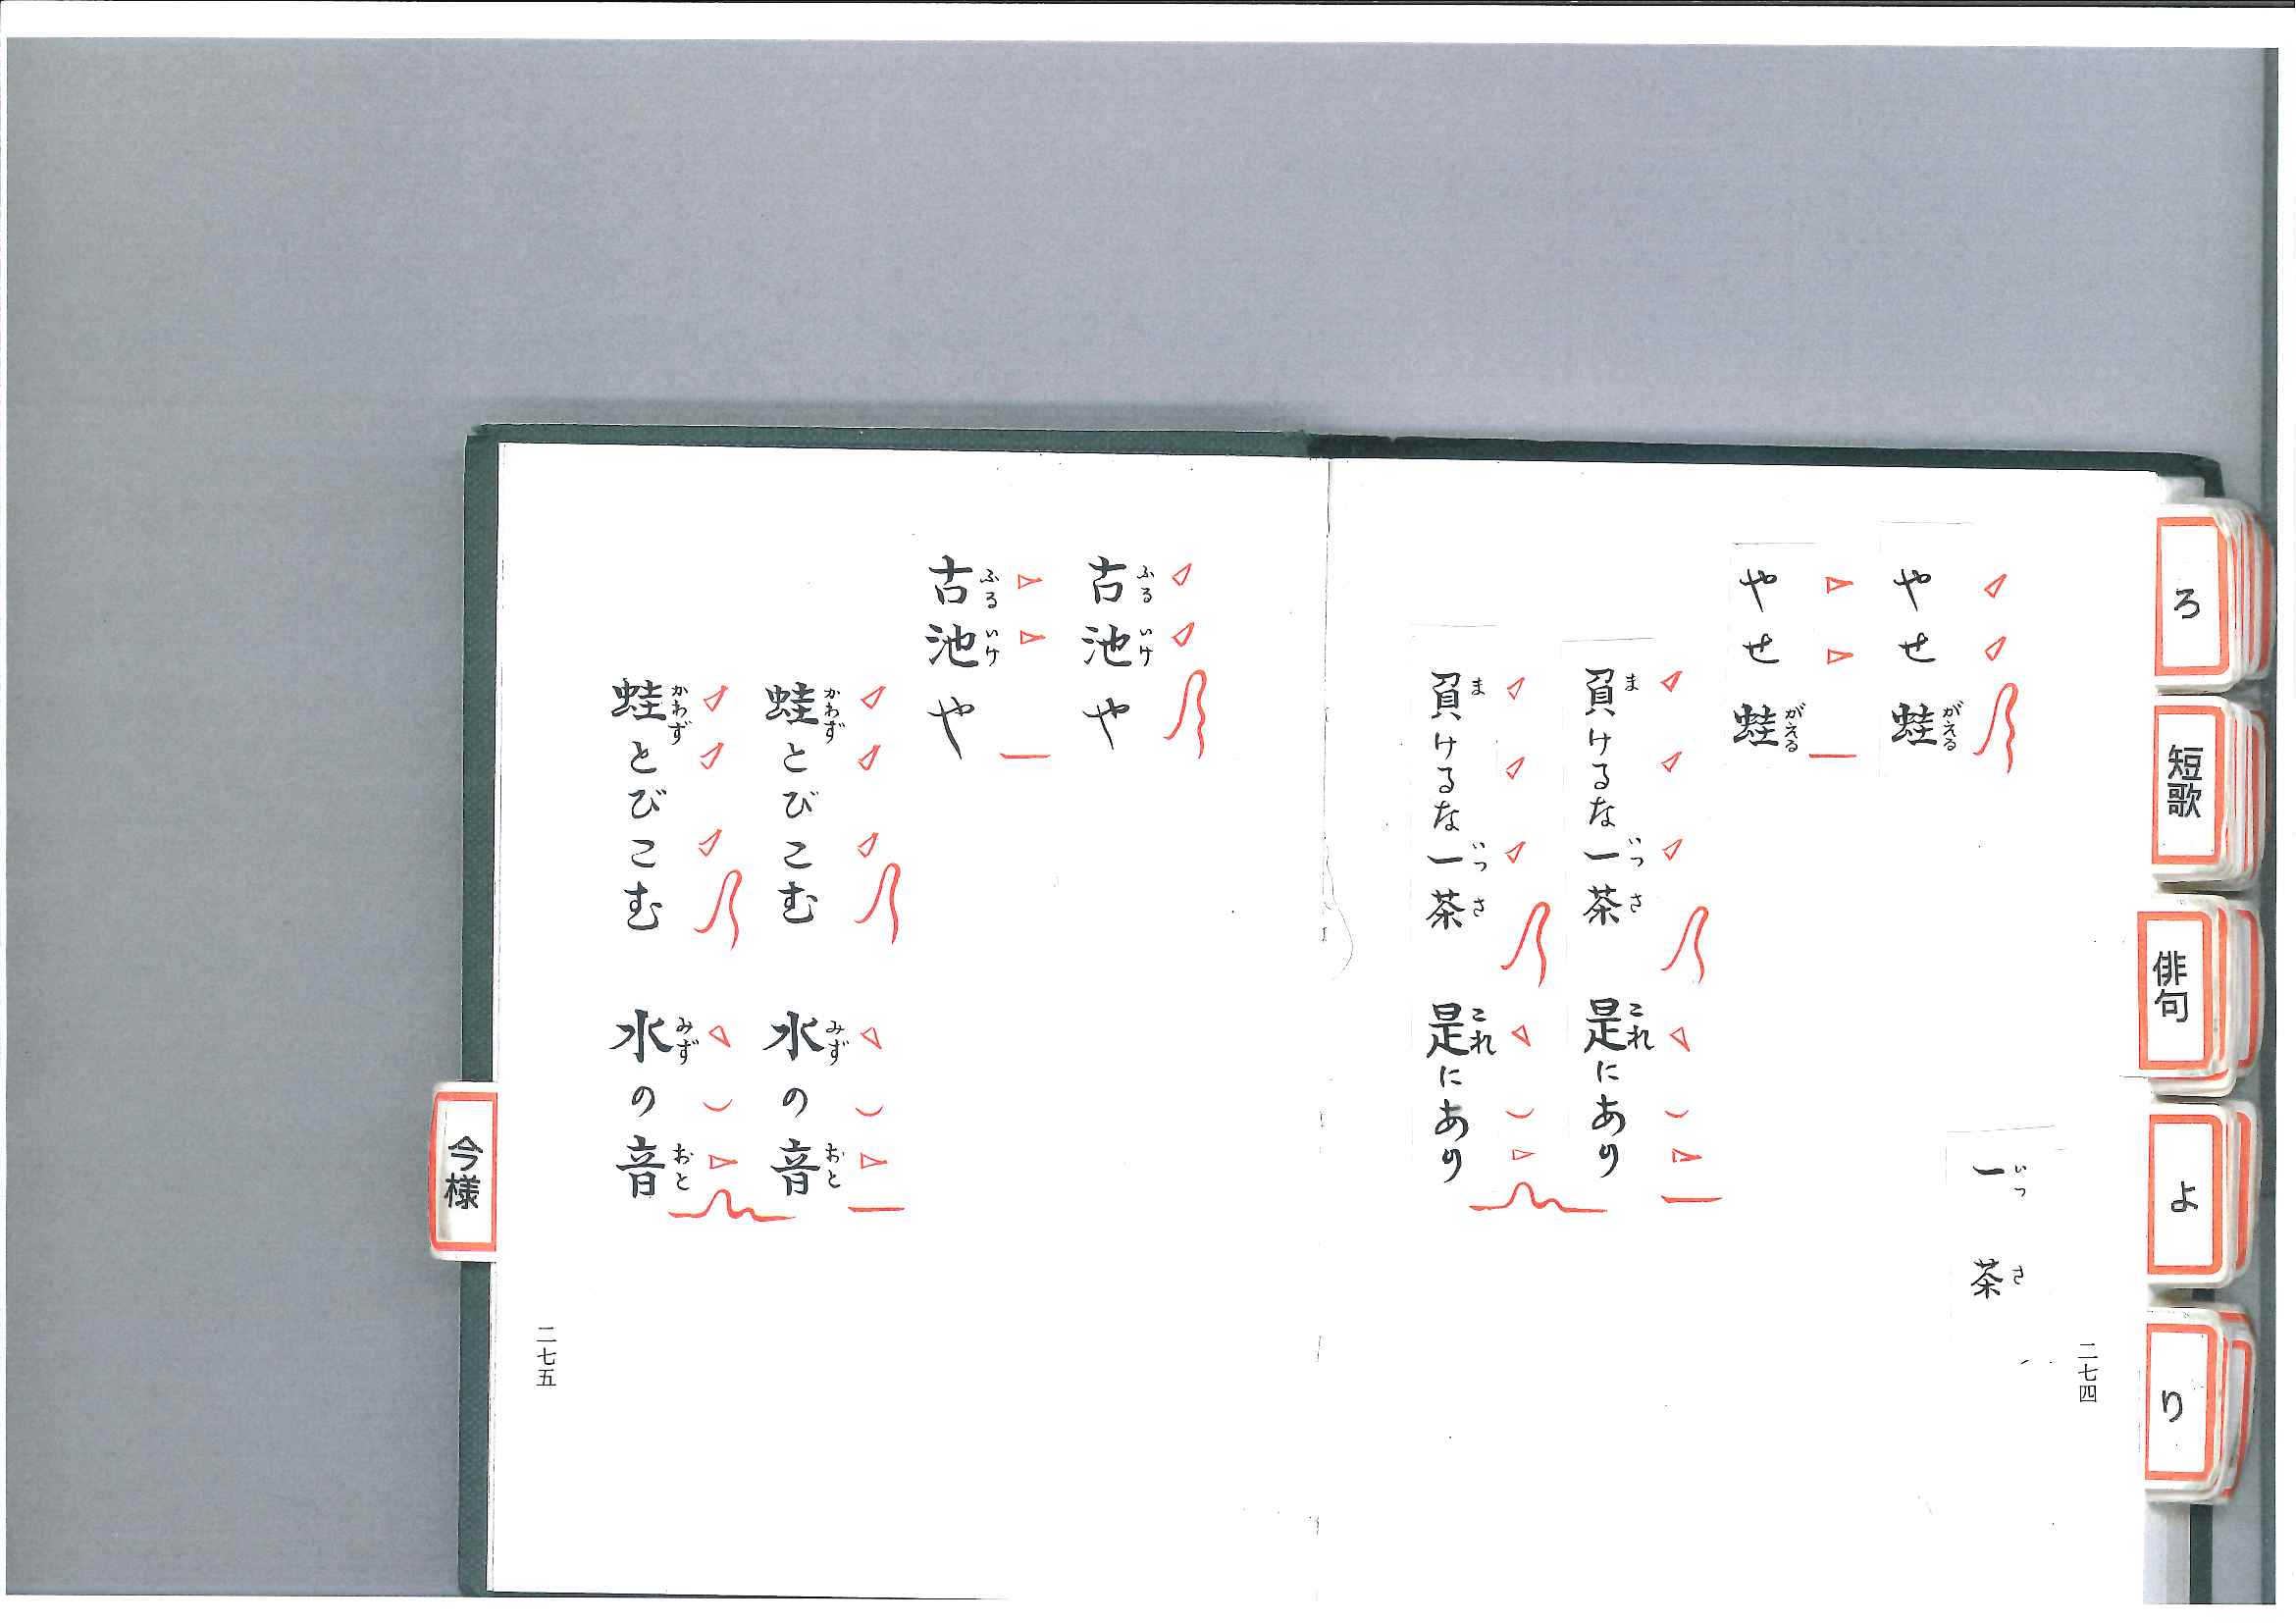 一茶
やせ蛙
やせ蛙
負けるな一茶 是にあり
負けるな一茶 是にあり
二七四
古池や
古池や
蛙とびこむ 水の音
蛙とびこむ 水の音
二七五
ろ
短歌
俳句
よ
り
今様